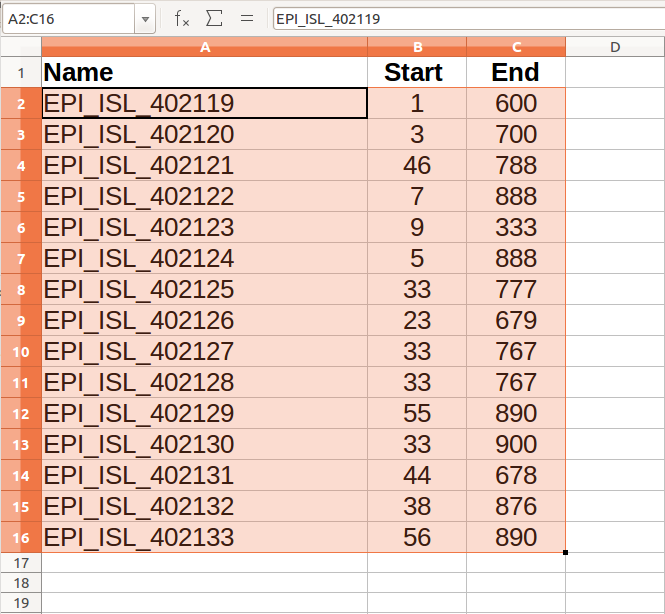 A2:C16 fx Σ = EPI_ISL_402119
A B C D
1 Name Start End
2 EPI_ISL_402119 1 600
3 EPI_ISL_402120 3 700
4 EPI_ISL_402121 46 788
5 EPI_ISL_402122 7 888
6 EPI_ISL_402123 9 333
7 EPI_ISL_402124 5 888
8 EPI_ISL_402125 33 777
9 EPI_ISL_402126 23 679
10 EPI_ISL_402127 33 767
11 EPI_ISL_402128 33 767
12 EPI_ISL_402129 55 890
13 EPI_ISL_402130 33 900
14 EPI_ISL_402131 44 678
15 EPI_ISL_402132 38 876
16 EPI_ISL_402133 56 890
17
18
19